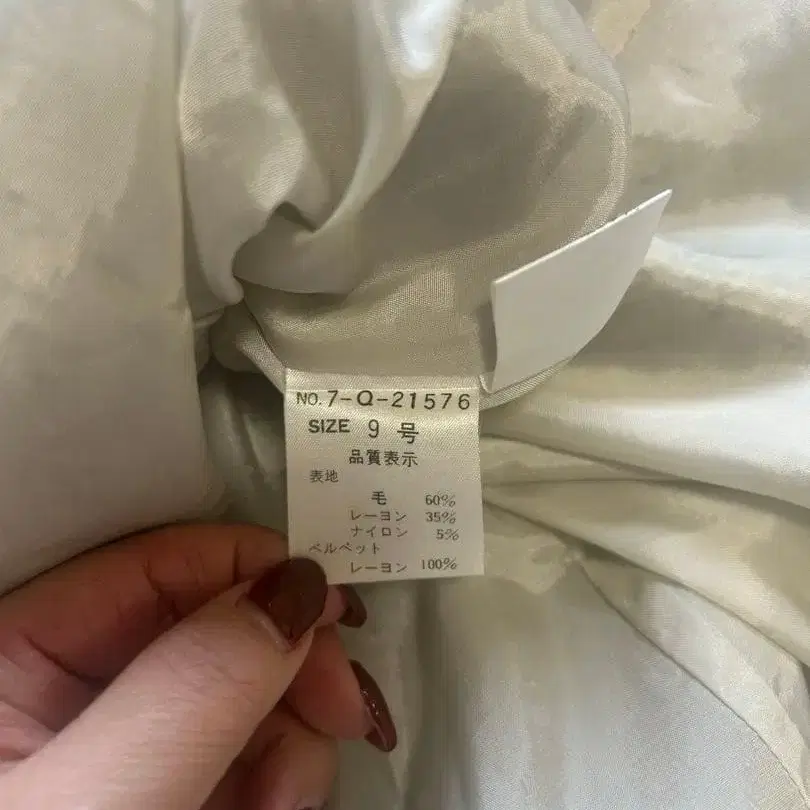 NO. 7-Q-21576
SIZE 9 号
品質表示
表地
毛 60%
レーヨン 35%
ナイロン 5%
ベルベット
レーヨン 100%